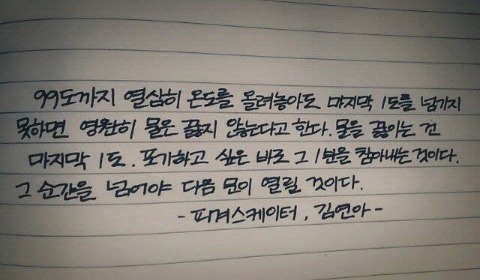 99도까지 열심히 온도를 올려놓아도 마지막 1도를 넘기지
못하면 영원히 물은 끓지 않는다고 한다. 물을 끓이는 건
마지막 1도. 포기하고 싶은 바로 그 1분을 참아내는 것이다.
그 순간을 넘어야 다음 문이 열릴 것이다.
- 피겨스케이터, 김연아 -